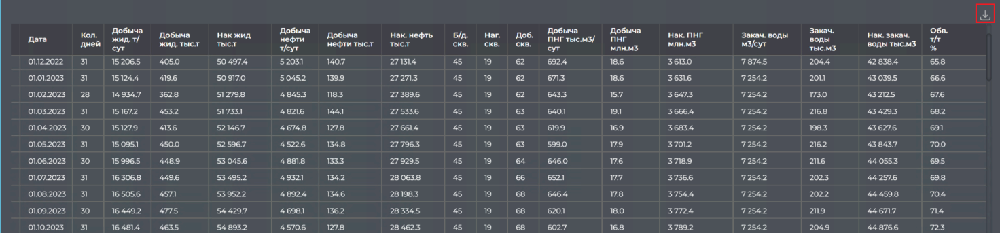 Дата Кол. дней Добыча жид. т/сут Добыча жид. тыс.т Нак жид тыс.т Добыча нефти т/сут Добыча нефти тыс.т Нак. нефть тыс.т Б/д. скв. Наг. скв. Доб. скв. Добыча ПНГ тыс.м3/сут Добыча ПНГ млн.м3 Нак. ПНГ млн.м3 Закач. воды м3/сут Закач. воды тыс.м3 Нак. закач. воды тыс.м3 Обв. т/т %
01.12.2022 31 15 206.5 405.0 50 497.4 5 203.1 140.7 27 131.4 45 19 62 692.4 18.6 3 613.0 7 874.5 204.4 42 838.4 65.8
01.01.2023 31 15 124.4 419.6 50 917.0 5 045.2 139.9 27 271.3 45 19 62 671.3 18.6 3 631.6 7 254.2 201.1 43 039.5 66.6
01.02.2023 28 14 934.7 362.8 51 279.8 4 845.3 118.3 27 389.6 45 19 62 643.3 15.7 3 647.3 7 254.2 173.0 43 212.5 67.6
01.03.2023 31 15 167.2 453.2 51 733.1 4 821.6 144.1 27 533.6 45 19 63 640.1 19.1 3 666.4 7 254.2 216.8 43 429.3 68.2
01.04.2023 30 15 127.9 413.6 52 146.7 4 674.8 127.8 27 661.4 45 19 63 619.9 16.9 3 683.4 7 254.2 198.3 43 627.6 69.1
01.05.2023 31 15 095.1 450.0 52 596.7 4 522.6 134.8 27 796.3 45 19 63 599.0 17.9 3 701.2 7 254.2 216.2 43 843.7 70.0
01.06.2023 30 15 996.5 448.9 53 045.6 4 881.8 133.3 27 929.5 45 19 64 646.0 17.6 3 718.9 7 254.2 211.6 44 055.3 69.5
01.07.2023 31 16 306.8 449.6 53 495.2 4 932.1 134.2 28 063.8 45 19 66 652.1 17.7 3 736.6 7 254.2 202.3 44 257.6 69.8
01.08.2023 31 16 505.6 457.1 53 952.2 4 892.4 134.6 28 198.3 45 19 68 646.4 17.8 3 754.4 7 254.2 202.2 44 459.8 70.4
01.09.2023 30 16 449.2 477.5 54 429.7 4 698.1 136.2 28 334.5 45 19 68 620.1 18.0 3 772.4 7 254.2 211.9 44 671.7 71.4
01.10.2023 31 16 481.4 463.5 54 893.2 4 570.6 127.8 28 462.3 45 19 68 602.7 16.8 3 789.2 7 254.2 204.9 44 876.6 72.3